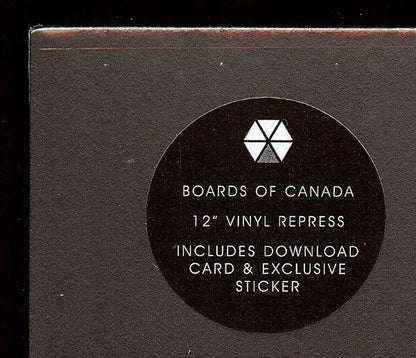 BOARDS OF CANADA
12" VINYL REPRESS
INCLUDES DOWNLOAD
CARD & EXCLUSIVE
STICKER